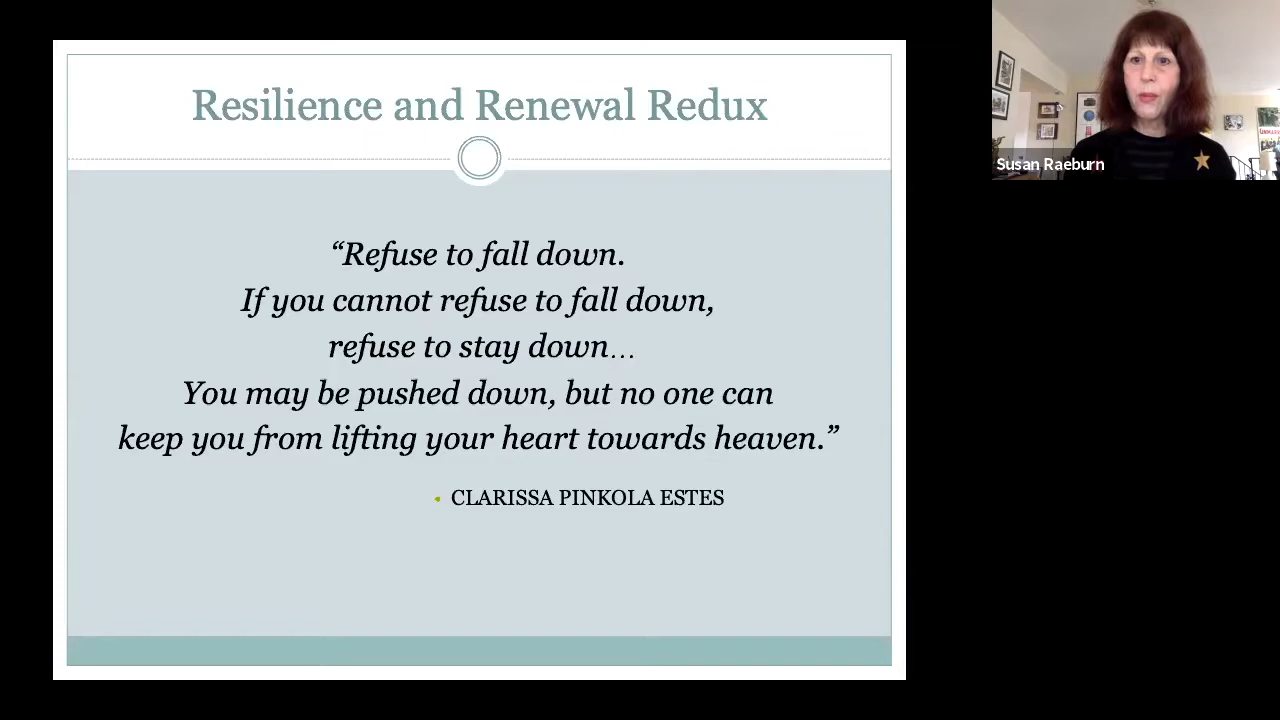 Resilience and Renewal Redux
“Refuse to fall down.
If you cannot refuse to fall down,
refuse to stay down…
You may be pushed down, but no one can
keep you from lifting your heart towards heaven.”
• CLARISSA PINKOLA ESTES
Susan Raeburn